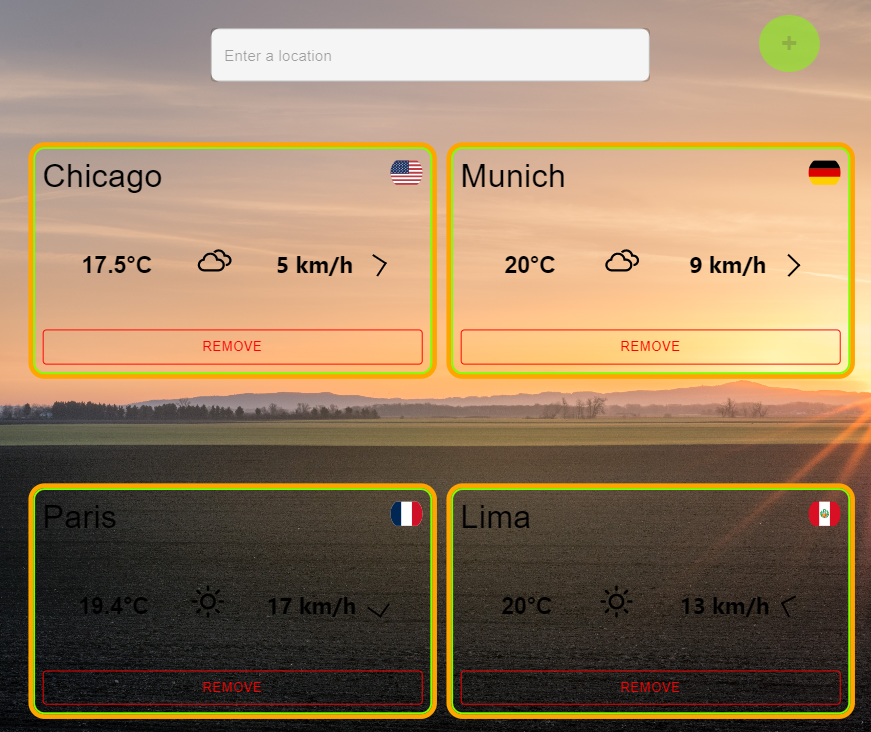 Enter a location
+
Chicago
17.5°C 5 km/h
REMOVE
Munich
20°C 9 km/h
REMOVE
Paris
19.4°C 17 km/h
REMOVE
Lima
20°C 13 km/h
REMOVE